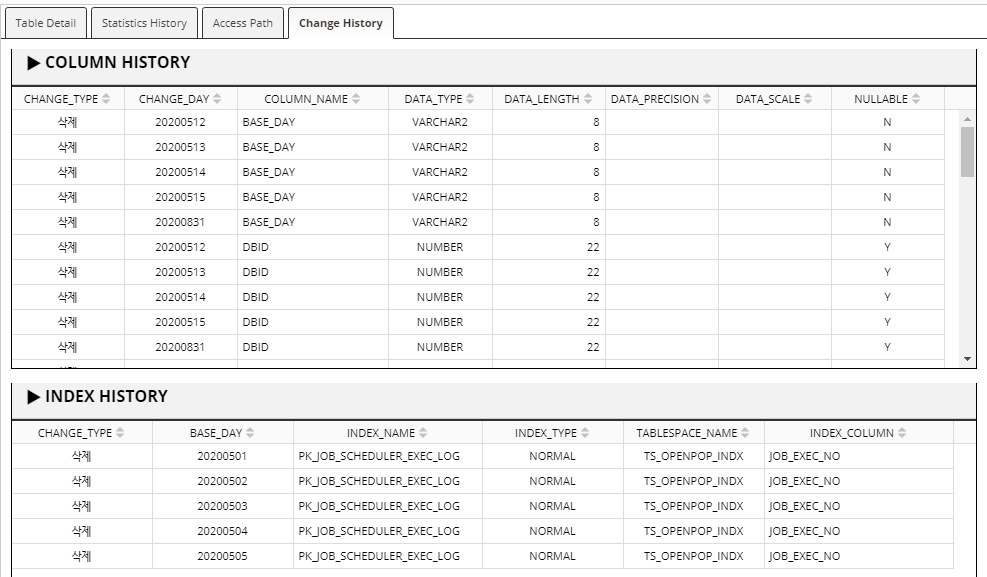 Table Detail Statistics History Access Path Change History
▶ COLUMN HISTORY
CHANGE_TYPE CHANGE_DAY COLUMN_NAME DATA_TYPE DATA_LENGTH DATA_PRECISION DATA_SCALE NULLABLE
삭제 20200512 BASE_DAY VARCHAR2 8 N
삭제 20200513 BASE_DAY VARCHAR2 8 N
삭제 20200514 BASE_DAY VARCHAR2 8 N
삭제 20200515 BASE_DAY VARCHAR2 8 N
삭제 20200831 BASE_DAY VARCHAR2 8 N
삭제 20200512 DBID NUMBER 22 Y
삭제 20200513 DBID NUMBER 22 Y
삭제 20200514 DBID NUMBER 22 Y
삭제 20200515 DBID NUMBER 22 Y
삭제 20200831 DBID NUMBER 22 Y
▶ INDEX HISTORY
CHANGE_TYPE BASE_DAY INDEX_NAME INDEX_TYPE TABLESPACE_NAME INDEX_COLUMN
삭제 20200501 PK_JOB_SCHEDULER_EXEC_LOG NORMAL TS_OPENPOP_INDX JOB_EXEC_NO
삭제 20200502 PK_JOB_SCHEDULER_EXEC_LOG NORMAL TS_OPENPOP_INDX JOB_EXEC_NO
삭제 20200503 PK_JOB_SCHEDULER_EXEC_LOG NORMAL TS_OPENPOP_INDX JOB_EXEC_NO
삭제 20200504 PK_JOB_SCHEDULER_EXEC_LOG NORMAL TS_OPENPOP_INDX JOB_EXEC_NO
삭제 20200505 PK_JOB_SCHEDULER_EXEC_LOG NORMAL TS_OPENPOP_INDX JOB_EXEC_NO